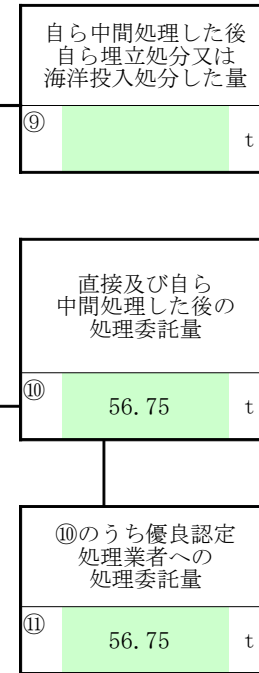 自ら中間処理した後
自ら埋立処分又は
海洋投入処分した量
⑨
t
直接及び自ら
中間処理した後の
処理委託量
⑩
56.75 t
⑩のうち優良認定
処理業者への
処理委託量
⑪
56.75 t